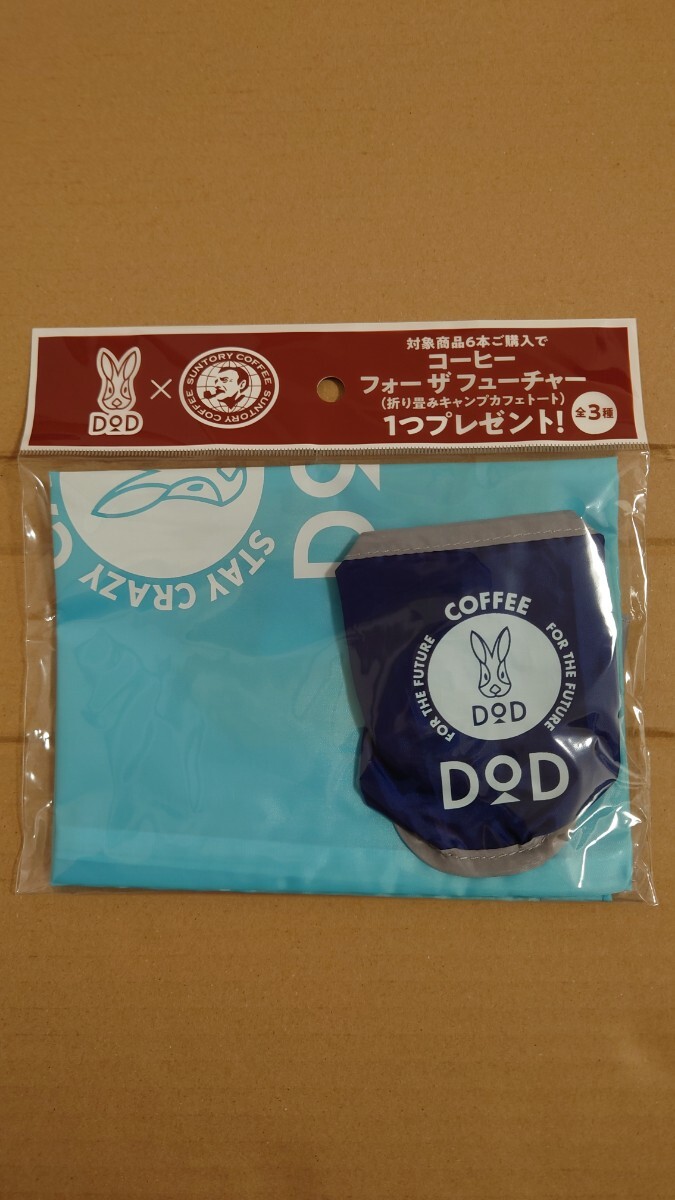 対象商品6本ご購入で
コーヒー
フォー ザ フューチャー
(折り畳みキャンプカフェトート)
1つプレゼント!
全3種
DOD
×
SUNTORY COFFEE SUNTORY COFFEE
STAY CRAZY
DO
COFFEE
FOR THE FUTURE
FOR THE FUTURE
DOD
DOD